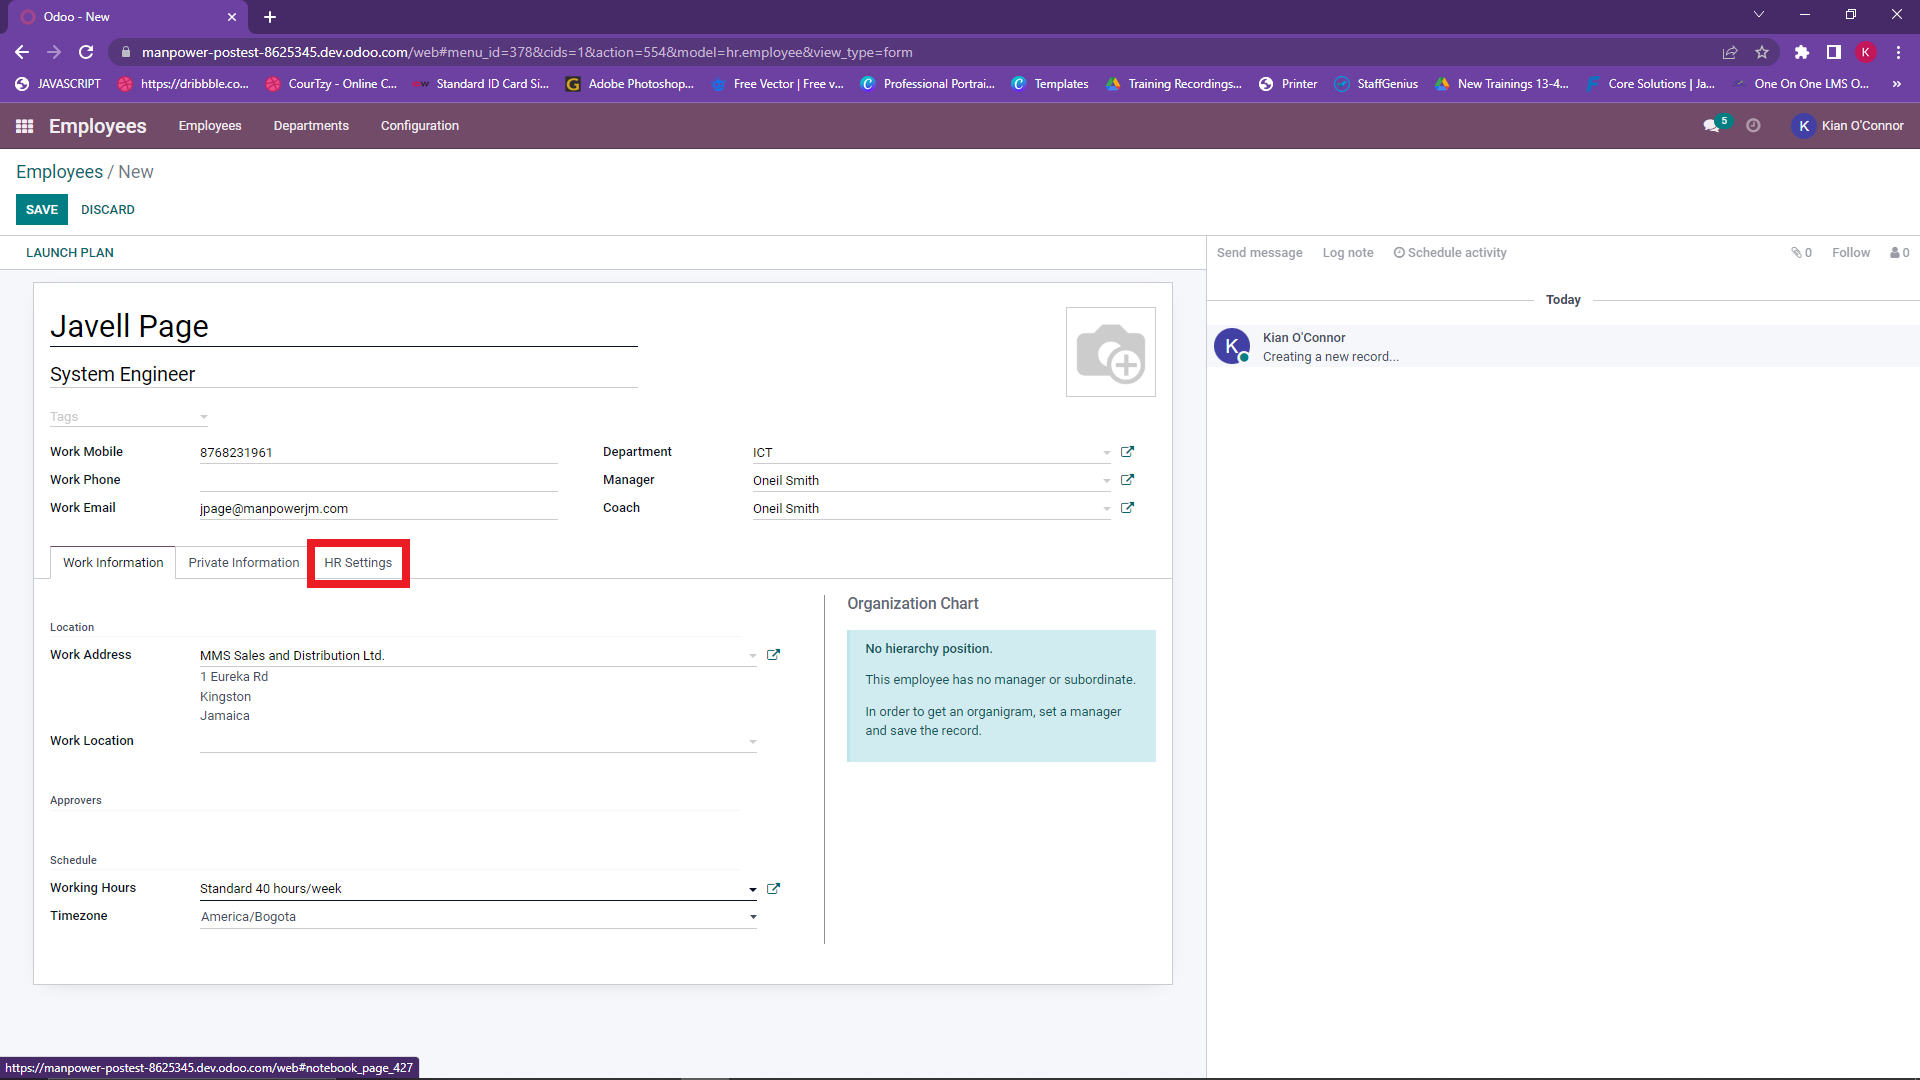 Odoo - New
manpower-postest-8625345.dev.odoo.com/web#menu_id=378&cids=1&action=554&model=hr.employee&view_type=form
K
JAVASCRIPT
https://dribbble.co...
CourTzy - Online C...
Standard ID Card Si...
Adobe Photoshop...
Free Vector | Free v...
Professional Portrai...
Templates
Training Recordings...
Printer
StaffGenius
New Trainings 13-4...
Core Solutions | Ja...
One On One LMS O...
»
Employees
Employees
Departments
Configuration
5
K
Kian O'Connor
Employees / New
SAVE
DISCARD
LAUNCH PLAN
Send message
Log note
Schedule activity
0
Follow
0
Today
K
Kian O'Connor
Creating a new record...
Javell Page
System Engineer
Tags
Work Mobile
8768231961
Department
ICT
Work Phone
Manager
Oneil Smith
Work Email
jpage@manpowerjm.com
Coach
Oneil Smith
Work Information
Private Information
HR Settings
Location
Work Address
MMS Sales and Distribution Ltd.
1 Eureka Rd
Kingston
Jamaica
Work Location
Approvers
Schedule
Working Hours
Standard 40 hours/week
Timezone
America/Bogota
Organization Chart
No hierarchy position.
This employee has no manager or subordinate.
In order to get an organigram, set a manager
and save the record.
https://manpower-postest-8625345.dev.odoo.com/web#notebook_page_427